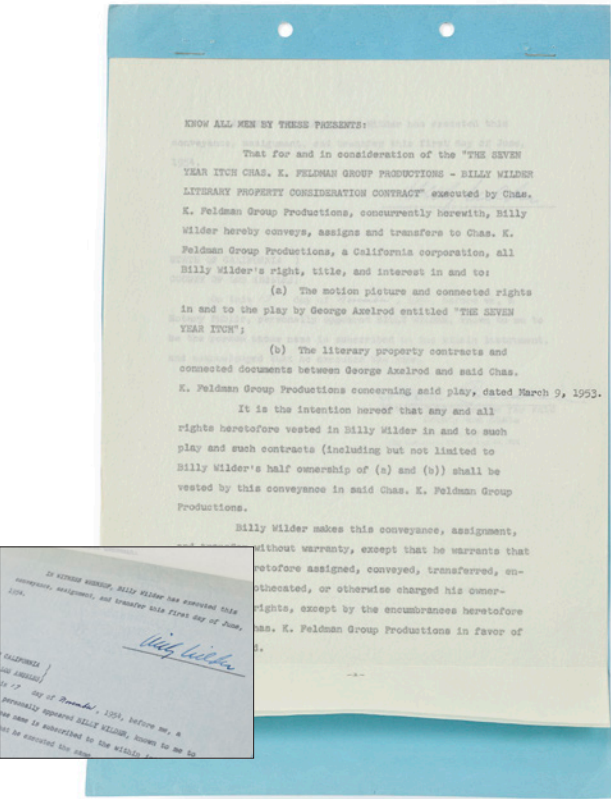 KNOW ALL MEN BY THESE PRESENTS:
That for and in consideration of the "THE SEVEN
YEAR ITCH CHAS. K. FELDMAN GROUP PRODUCTIONS - BILLY WILDER
LITERARY PROPERTY CONSIDERATION CONTRACT" executed by Chas.
K. Feldman Group Productions, concurrently herewith, Billy
Wilder hereby conveys, assigns and transfers to Chas. K.
Feldman Group Productions, a California corporation, all
Billy Wilder's right, title, and interest in and to:
(a) The motion picture and connected rights
in and to the play by George Axelrod entitled "THE SEVEN
YEAR ITCH";
(b) The literary property contracts and
connected documents between George Axelrod and said Chas.
K. Feldman Group Productions concerning said play, dated March 9, 1953.
It is the intention hereof that any and all
rights heretofore vested in Billy Wilder in and to such
play and such contracts (including but not limited to
Billy Wilder's half ownership of (a) and (b)) shall be
vested by this conveyance in said Chas. K. Feldman Group
Productions.
Billy Wilder makes this conveyance, assignment,
without warranty, except that he warrants that
retofore assigned, conveyed, transferred, en-
othecated, or otherwise charged his owner-
rights, except by the encumbrances heretofore
has. K. Feldman Group Productions in favor of
IN WITNESS WHEREOF, Billy Wilder has executed this
conveyance, assignment, and transfer this first day of June,
1954.
Billy Wilder
CALIFORNIA )
LOS ANGELES)
day of November, 1954, before me, a
personally appeared BILLY WILDER, known to me to
name is subscribed to the within
he executed the same